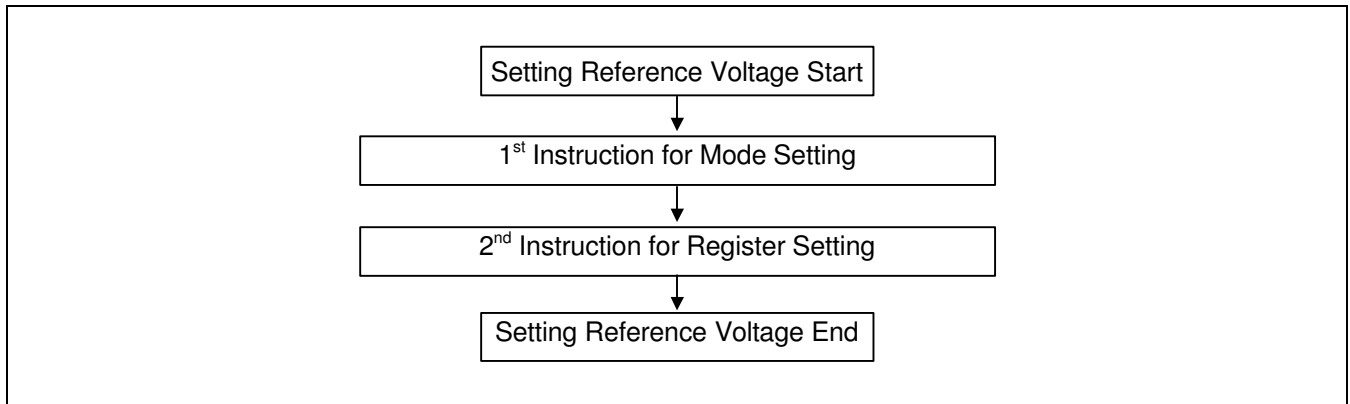 Setting Reference Voltage Start
1st Instruction for Mode Setting
2nd Instruction for Register Setting
Setting Reference Voltage End